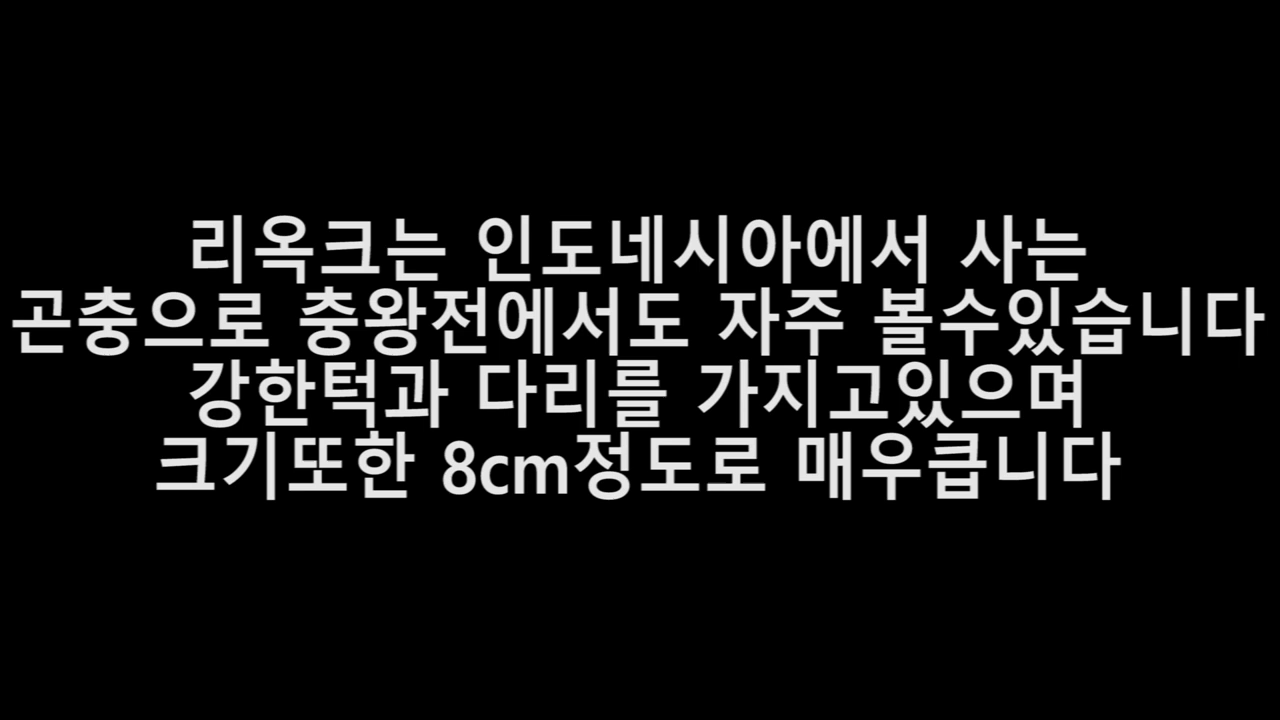 리옥크는 인도네시아에서 사는
곤충으로 충왕전에서도 자주 볼수있습니다
강한턱과 다리를 가지고있으며
크기또한 8cm정도로 매우큽니다